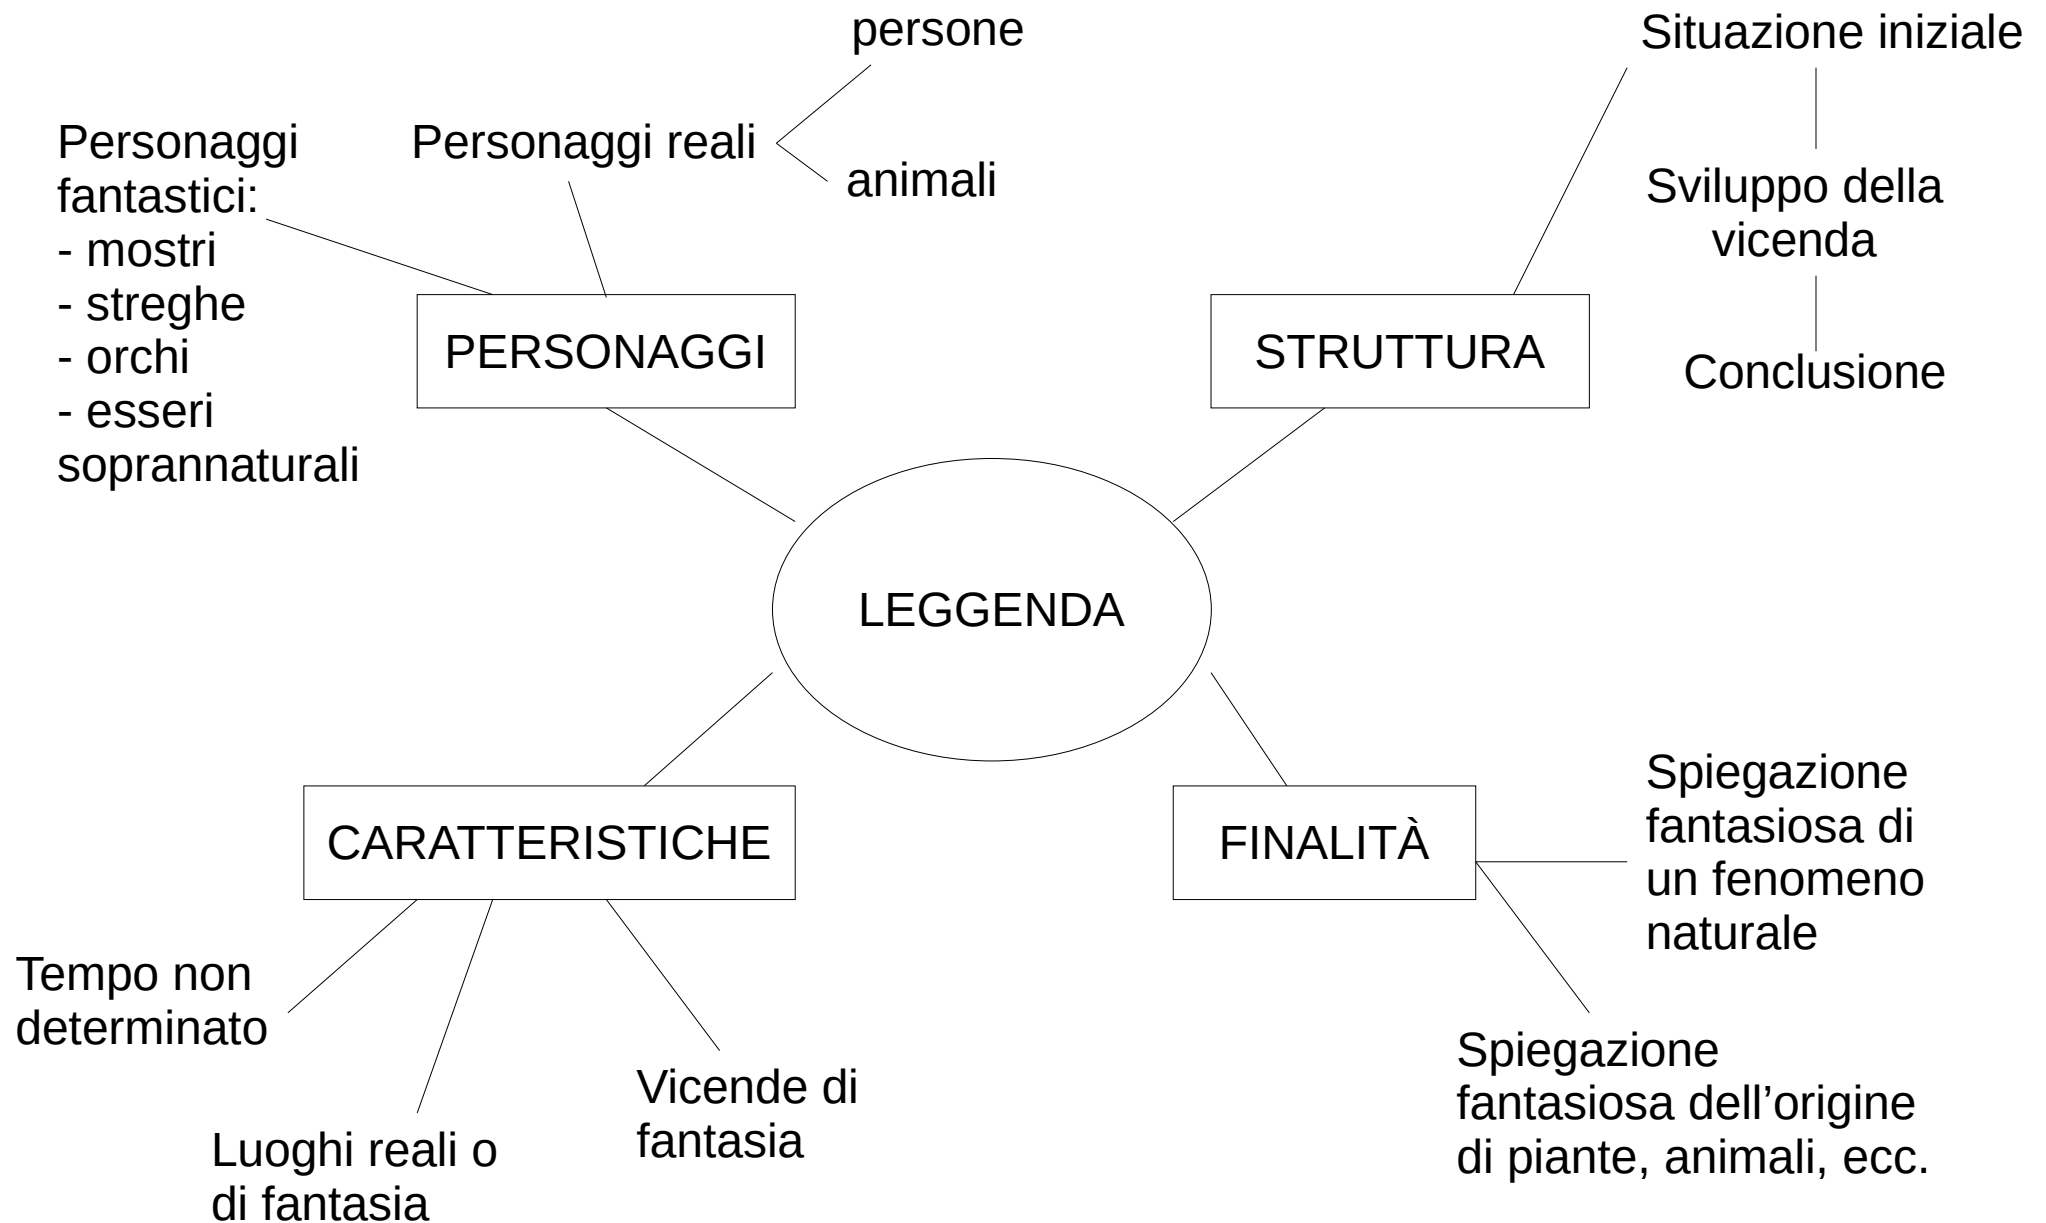 persone
Situazione iniziale
Personaggi
fantastici:
- mostri
- streghe
- orchi
- esseri
soprannaturali
Personaggi reali
animali
Sviluppo della
vicenda
Conclusione
PERSONAGGI
STRUTTURA
LEGGENDA
CARATTERISTICHE
FINALITÀ
Spiegazione
fantasiosa di
un fenomeno
naturale
Tempo non
determinato
Luoghi reali o
di fantasia
Vicende di
fantasia
Spiegazione
fantasiosa dell’origine
di piante, animali, ecc.